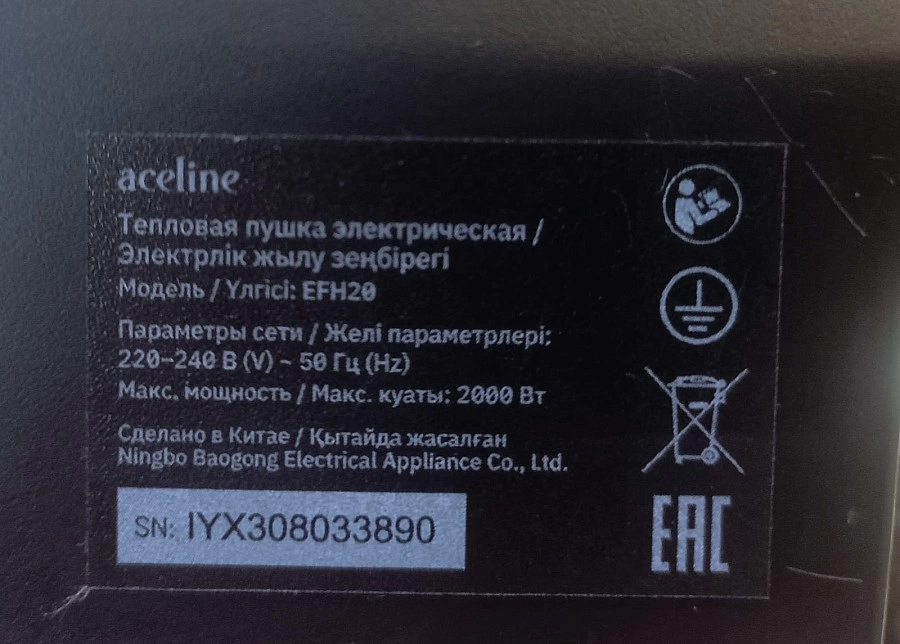 aceline
Тепловая пушка электрическая /
Электрлік жылу зеңбірегі
Модель / Үлгісі: EFH20
Параметры сети / Желі параметрлері:
220–240 В (V) ~ 50 Гц (Hz)
Макс. мощность / Макс. қуаты: 2000 Вт
Сделано в Китае / Қытайда жасалған
Ningbo Baogong Electrical Appliance Co., Ltd.
SN: IYX308033890
EAC